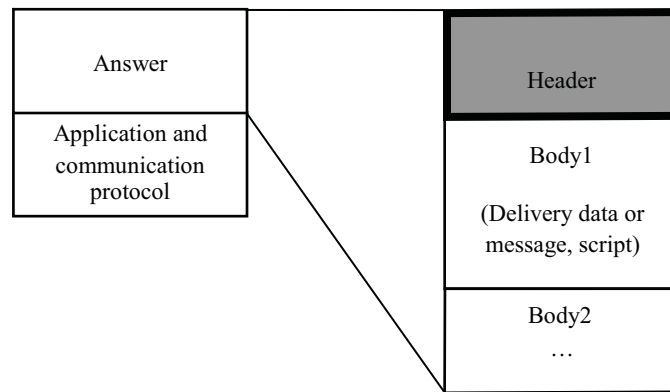 Answer
Application and
communication
protocol
Header
Body1
(Delivery data or
message, script)
Body2
…